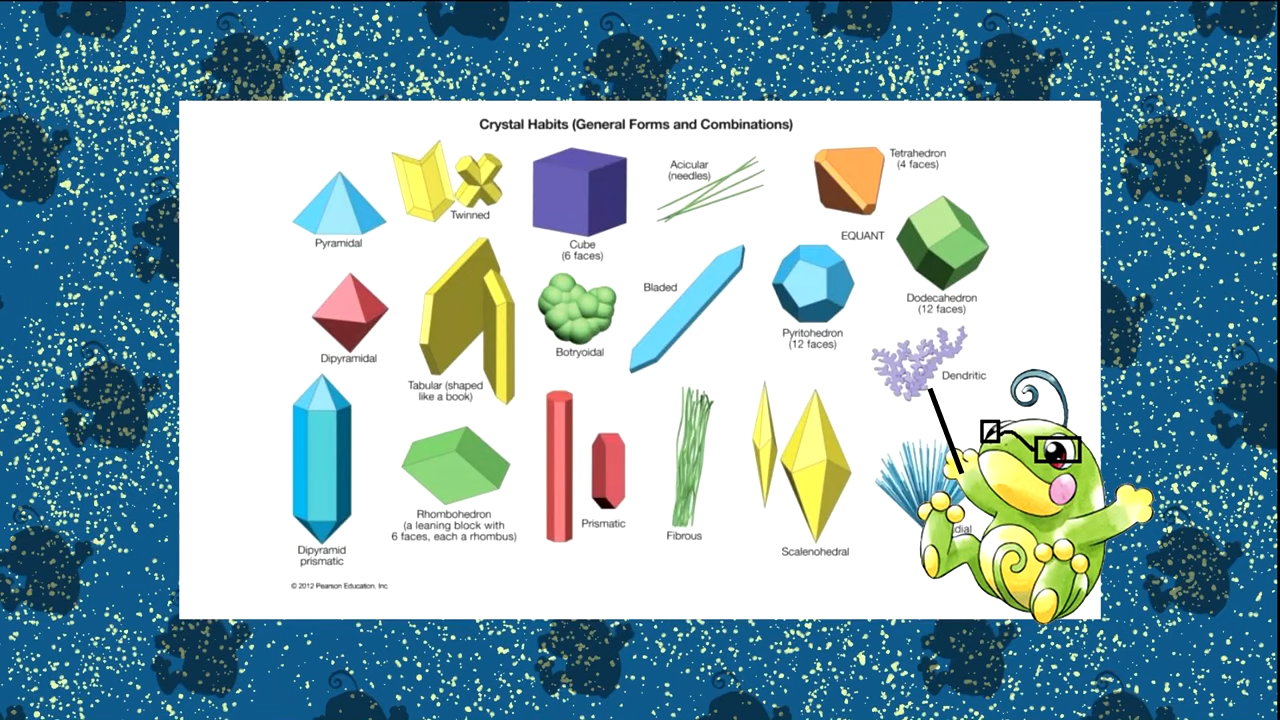 Crystal Habits (General Forms and Combinations)
Pyramidal
Twinned
Cube
(6 faces)
Acicular
(needles)
Tetrahedron
(4 faces)
EQUANT
Dipyramidal
Tabular (shaped
like a book)
Botryoidal
Bladed
Pyritohedron
(12 faces)
Dodecahedron
(12 faces)
Dendritic
Dipyramid
prismatic
Rhombohedron
(a leaning block with
6 faces, each a rhombus)
Prismatic
Fibrous
Scalenohedral
© 2012 Pearson Education, Inc.